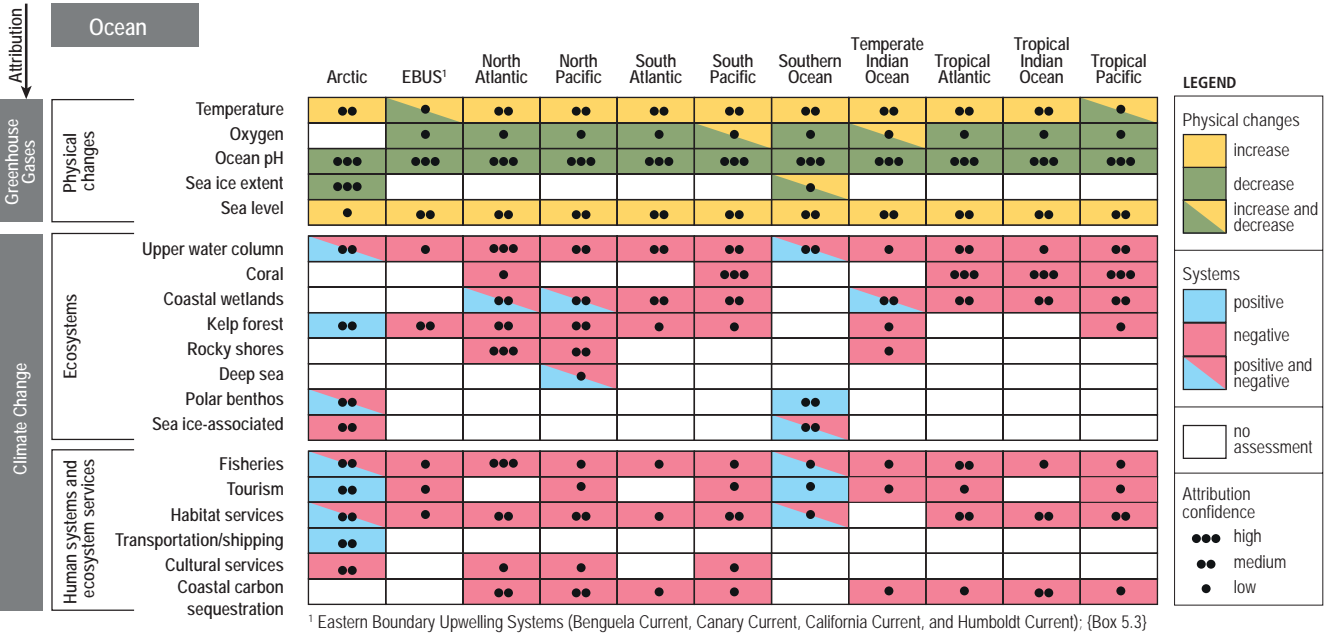 Attribution
Ocean
Arctic
EBUS¹
North
Atlantic
North
Pacific
South
Atlantic
South
Pacific
Southern
Ocean
Temperate
Indian
Ocean
Tropical
Atlantic
Tropical
Indian
Ocean
Tropical
Pacific
Greenhouse
Gases
Physical
changes
Temperature
Oxygen
Ocean pH
Sea ice extent
Sea level
Climate Change
Ecosystems
Upper water column
Coral
Coastal wetlands
Kelp forest
Rocky shores
Deep sea
Polar benthos
Sea ice-associated
Human systems and
ecosystem services
Fisheries
Tourism
Habitat services
Transportation/shipping
Cultural services
Coastal carbon
sequestration
LEGEND
Physical changes
increase
decrease
increase and
decrease
Systems
positive
negative
positive and
negative
no
assessment
Attribution
confidence
high
medium
low
¹ Eastern Boundary Upwelling Systems (Benguela Current, Canary Current, California Current, and Humboldt Current); {Box 5.3}